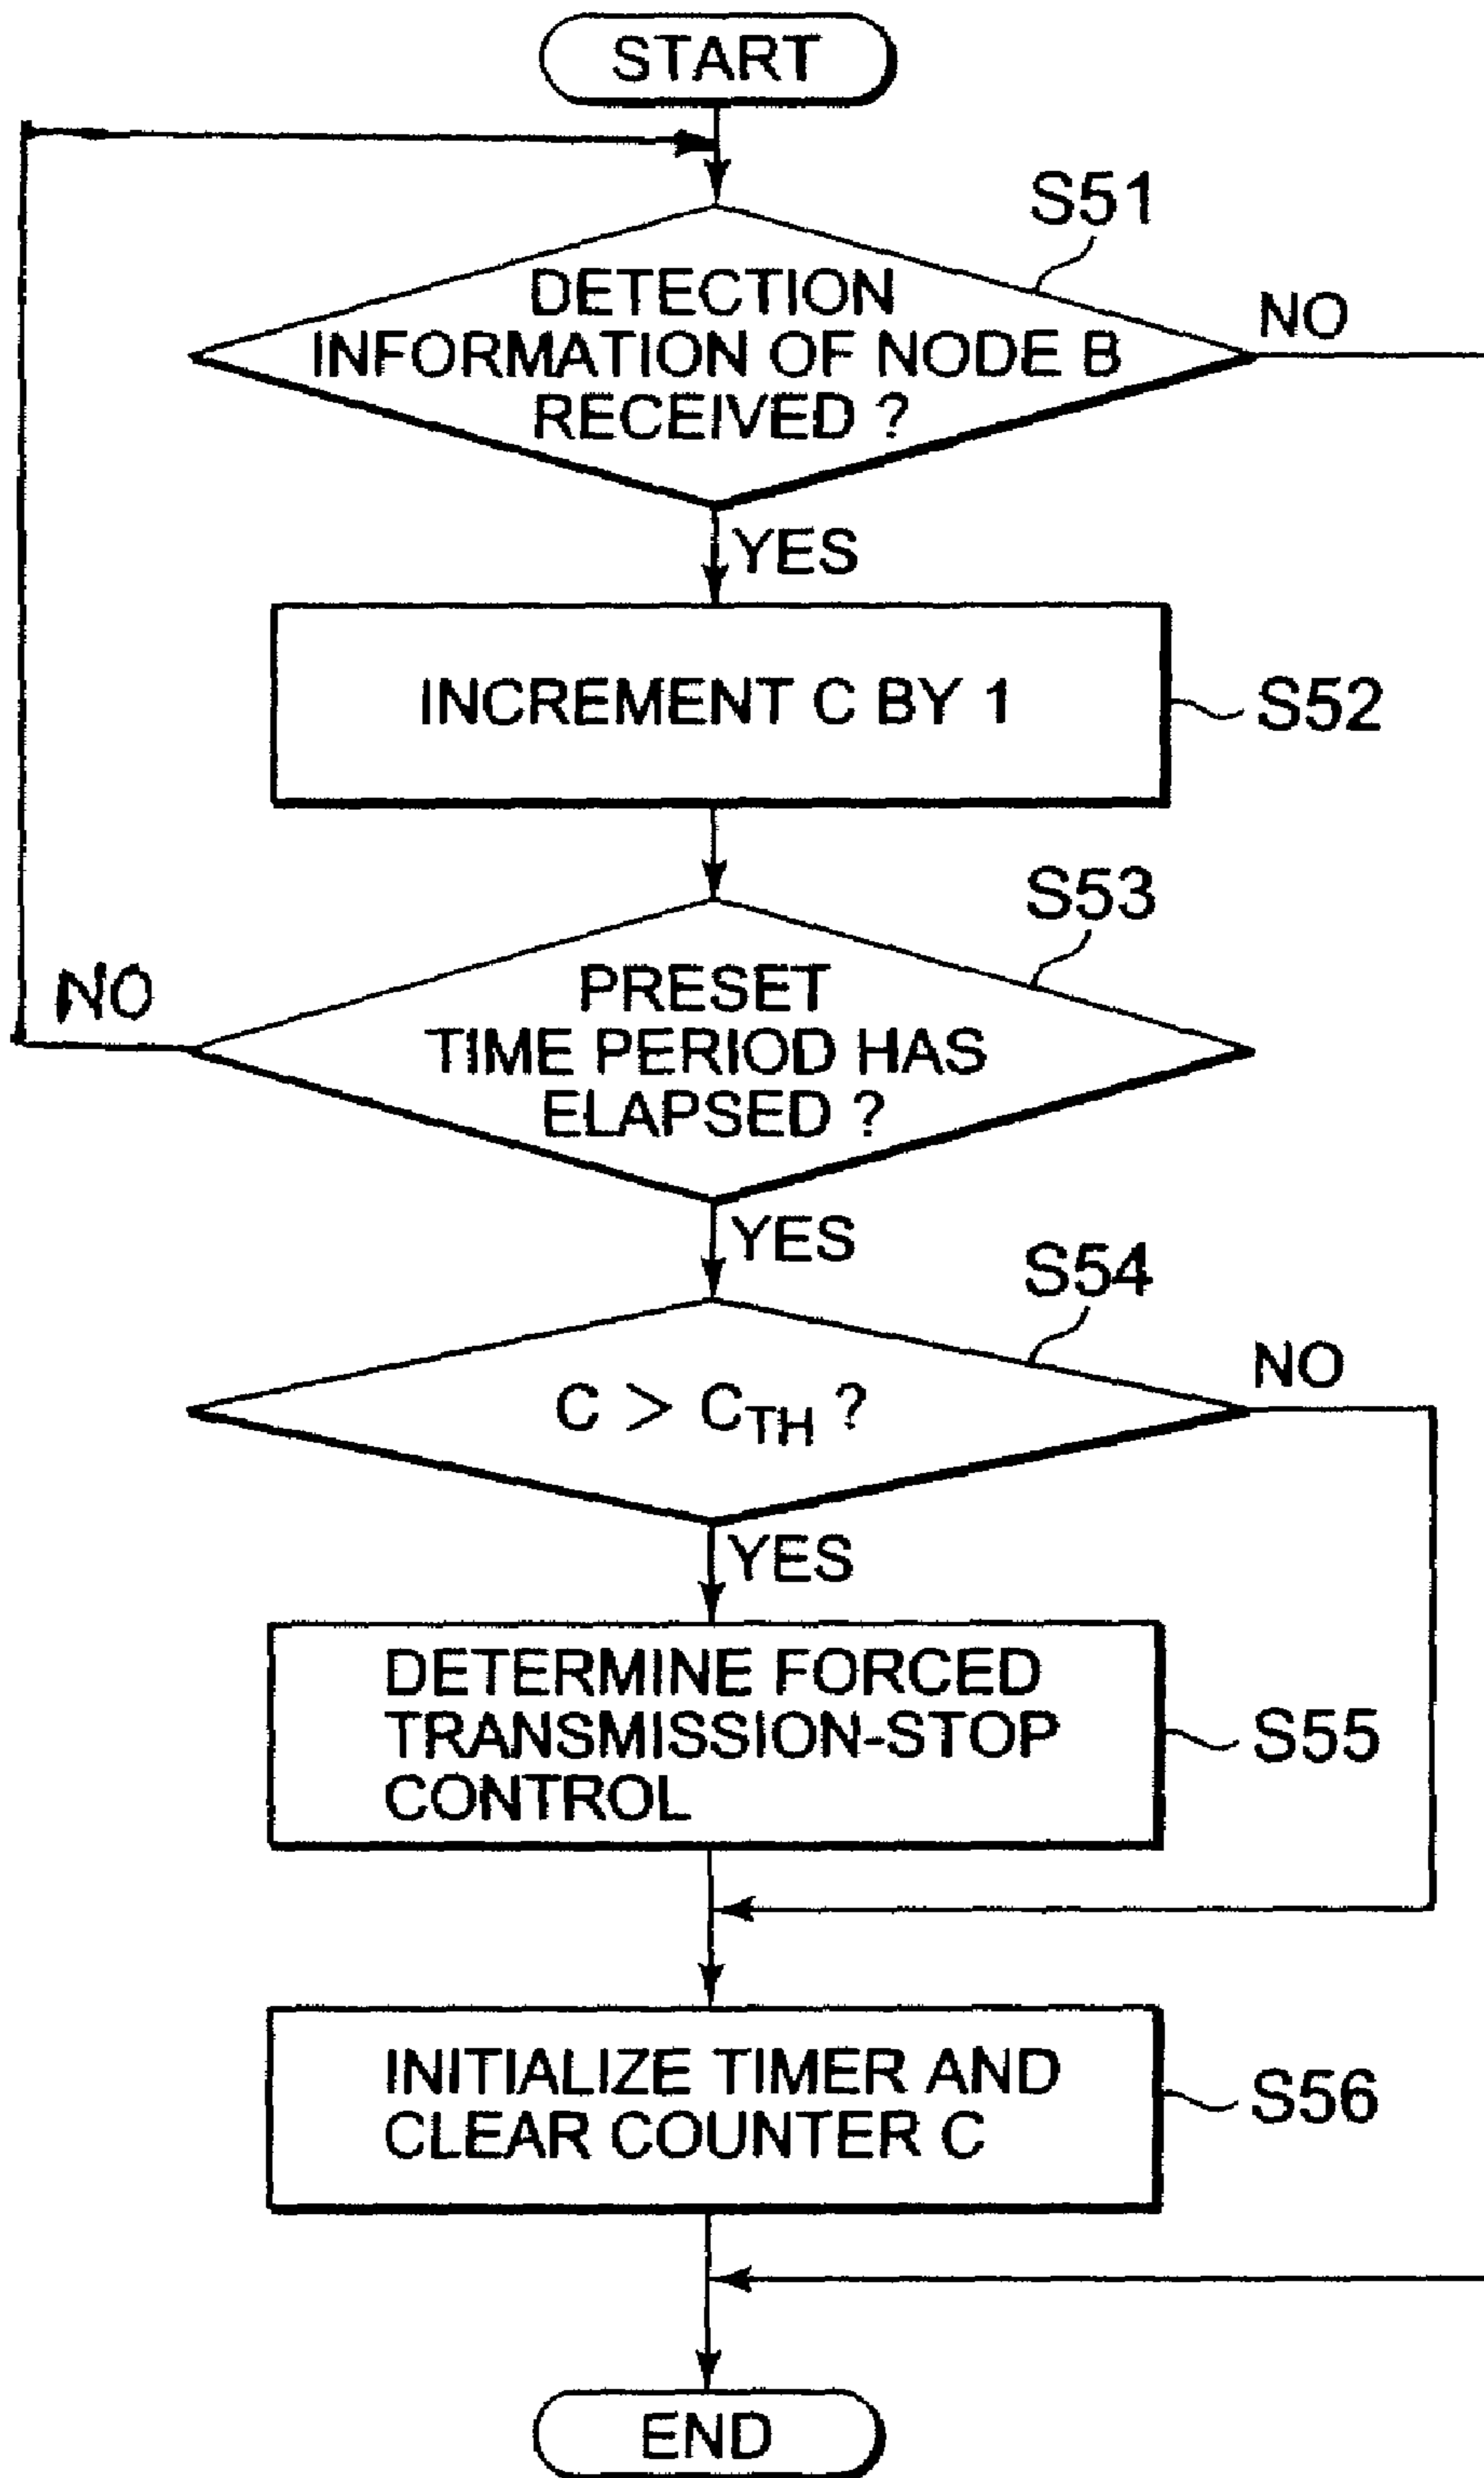 START
S51
DETECTION
INFORMATION OF NODE B
RECEIVED ?
NO
YES
INCREMENT C BY 1
S52
S53
PRESET
TIME PERIOD HAS
ELAPSED ?
NO
YES
S54
C > C_TH ?
NO
YES
DETERMINE FORCED
TRANSMISSION-STOP
CONTROL
S55
INITIALIZE TIMER AND
CLEAR COUNTER C
S56
END